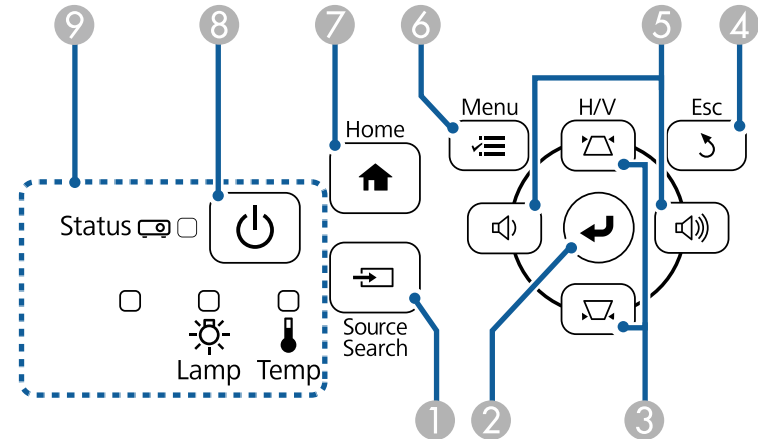 9 8 7 6 5 4
Menu H/V Esc
Home
Status
Source
Search
Lamp Temp
1 2 3